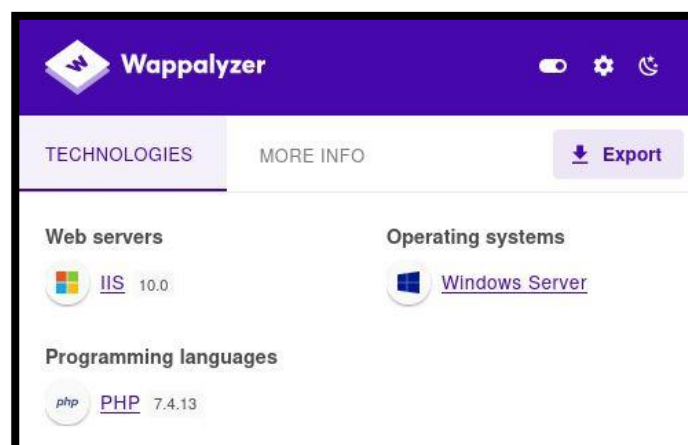 Wappalyzer
TECHNOLOGIES
MORE INFO
Export
Web servers
IIS 10.0
Operating systems
Windows Server
Programming languages
php PHP 7.4.13